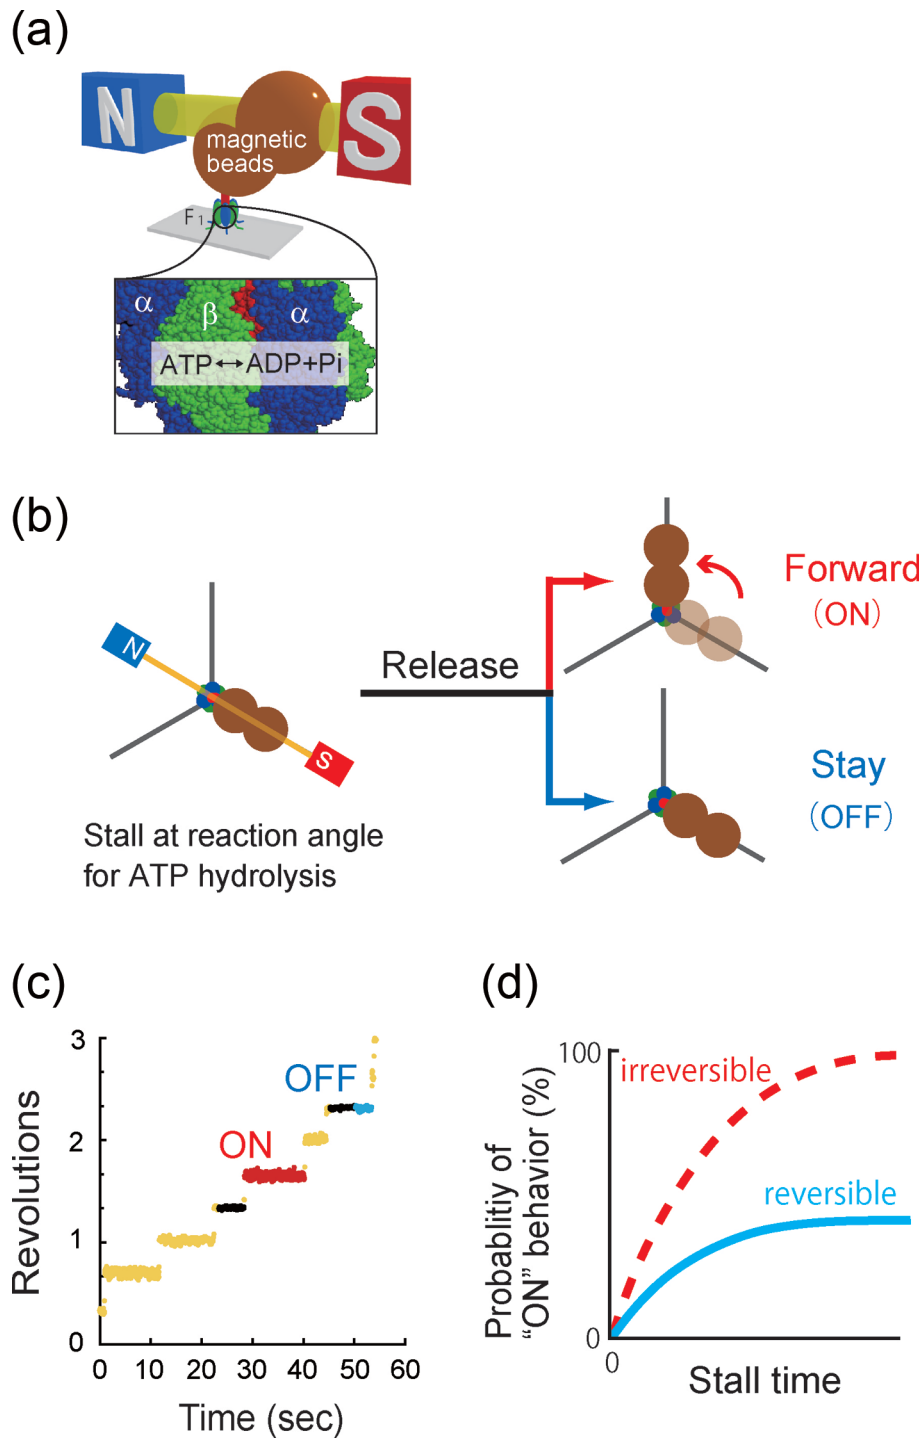 (a)
N
S
magnetic
beads
F1
α
β
α
ATP↔ADP+Pi
(b)
N
S
Stall at reaction angle
for ATP hydrolysis
Release
Forward
(ON)
Stay
(OFF)
(c)
Revolutions
3
2
1
0
ON
OFF
0 10 20 30 40 50 60
Time (sec)
(d)
Probablitiy of
“ON” behavior (%)
100
0
irreversible
reversible
0
Stall time